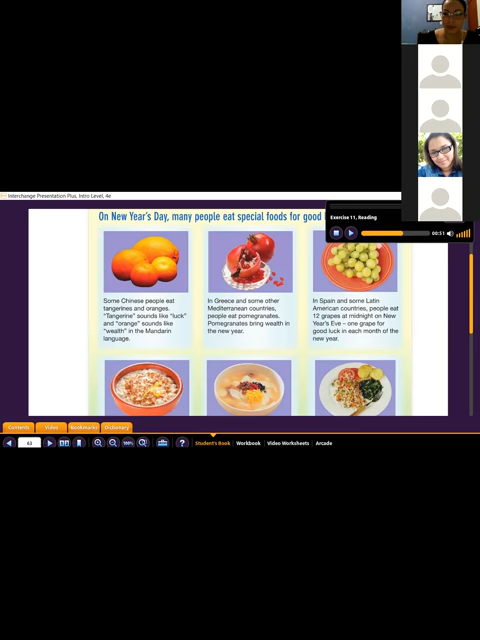 Interchange Presentation Plus, Intro Level, 4e
On New Year's Day, many people eat special foods for good
Exercise 11, Reading
00:51
Some Chinese people eat
tangerines and oranges.
"Tangerine" sounds like "luck"
and "orange" sounds like
"wealth" in the Mandarin
language.
In Greece and some other
Mediterranean countries,
people eat pomegranates.
Pomegranates bring wealth in
the new year.
In Spain and some Latin
American countries, people eat
12 grapes at midnight on New
Year's Eve – one grape for
good luck in each month of the
new year.
Contents
Video
Bookmarks
Dictionary
63
100%
?
Student's Book
Workbook
Video Worksheets
Arcade